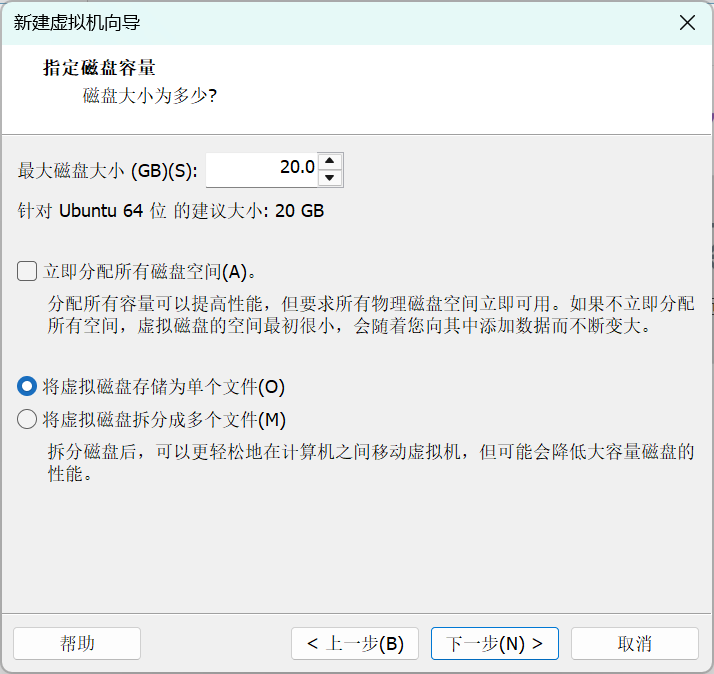 新建虚拟机向导
指定磁盘容量
磁盘大小为多少?
最大磁盘大小 (GB)(S): 20.0
针对 Ubuntu 64 位 的建议大小: 20 GB
立即分配所有磁盘空间(A)。
分配所有容量可以提高性能，但要求所有物理磁盘空间立即可用。如果不立即分配
所有空间，虚拟磁盘的空间最初很小，会随着您向其中添加数据而不断变大。
将虚拟磁盘存储为单个文件(O)
将虚拟磁盘拆分成多个文件(M)
拆分磁盘后，可以更轻松地在计算机之间移动虚拟机，但可能会降低大容量磁盘的
性能。
帮助 < 上一步(B) 下一步(N) > 取消